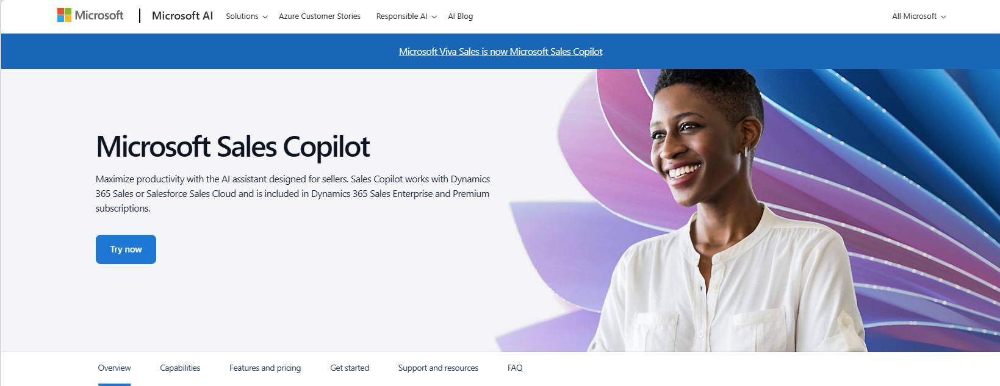 Microsoft | Microsoft AI Solutions Azure Customer Stories Responsible AI AI Blog All Microsoft
Microsoft Viva Sales is now Microsoft Sales Copilot
Microsoft Sales Copilot
Maximize productivity with the AI assistant designed for sellers. Sales Copilot works with Dynamics
365 Sales or Salesforce Sales Cloud and is included in Dynamics 365 Sales Enterprise and Premium
subscriptions.
Try now
Overview Capabilities Features and pricing Get started Support and resources FAQ